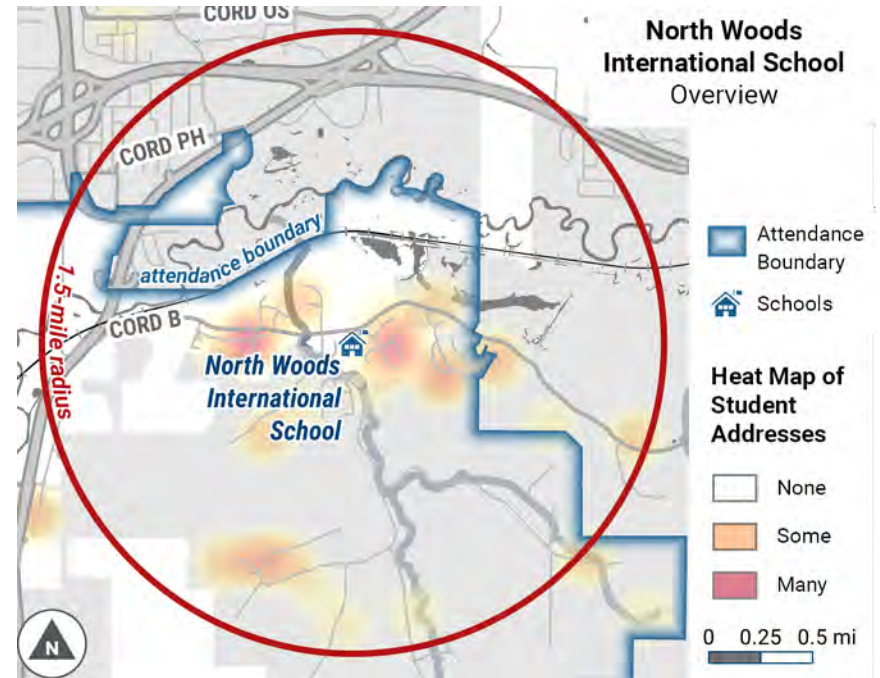 CORD OS
North Woods
International School
Overview
CORD PH
attendance boundary
Attendance
Boundary
Schools
1.5-mile radius
CORD B
North Woods
International
School
Heat Map of
Student
Addresses
None
Some
Many
0 0.25 0.5 mi
N